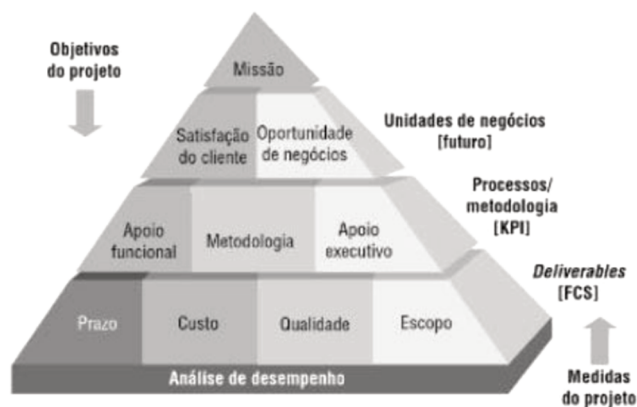 Objetivos
do projeto
Missão
Satisfação
do cliente
Oportunidade
de negócios
Unidades de negócios
[futuro]
Apoio
funcional
Metodologia
Apoio
executivo
Processos/
metodologia
[KPI]
Prazo
Custo
Qualidade
Escopo
Deliverables
[FCS]
Análise de desempenho
Medidas
do projeto